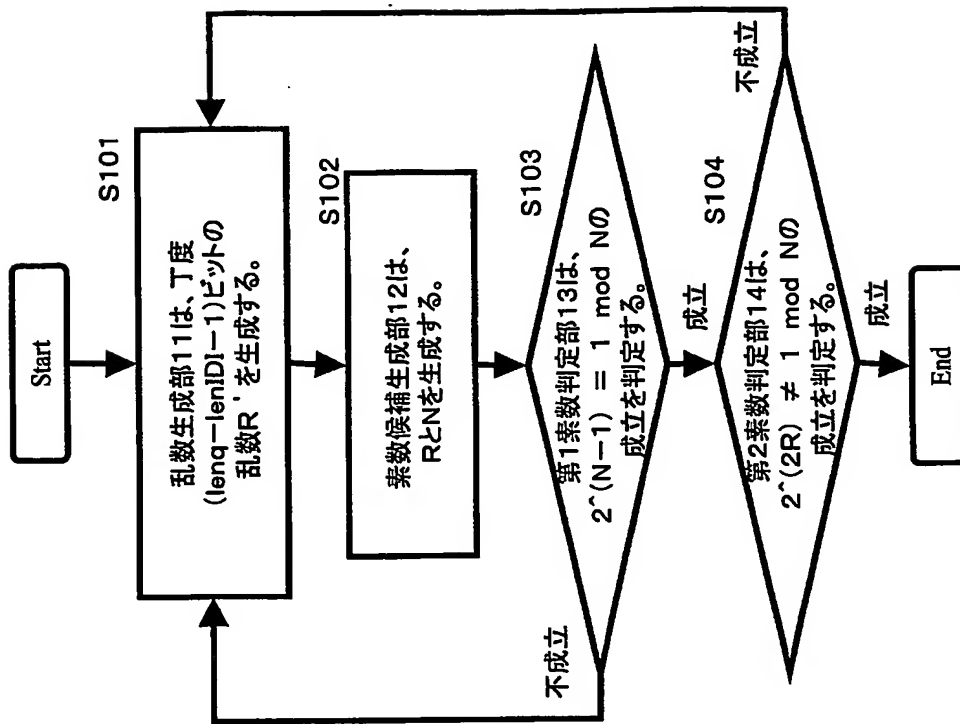 Start
S101
乱数生成部11は、丁度
(lenq－lenIDI－1)ビットの
乱数R'を生成する。
S102
素数候補生成部12は、
RとNを生成する。
S103
第1素数判定部13は、
2^(N－1) = 1 mod Nの
成立を判定する。
不成立
成立
S104
第2素数判定部14は、
2^(2R) ≠ 1 mod Nの
成立を判定する。
不成立
成立
End